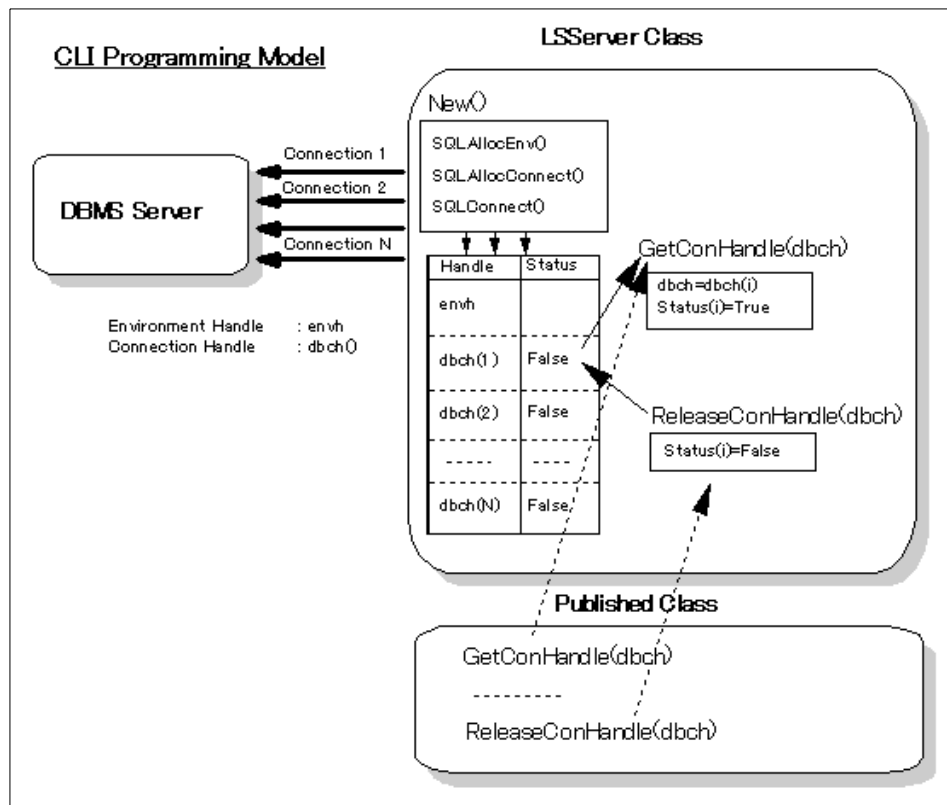 CLI Programming Model
LSServer Class
New()
SQLAllocEnv()
SQLAllocConnect()
SQLConnect()
Connection 1
Connection 2
Connection N
DBMS Server
Environment Handle : envh
Connection Handle : dbch()
Handle Status
envh
dbch(1) False
dbch(2) False
----- -----
dbch(N) False
GetConHandle(dbch)
dbch=dbch(i)
Status(i)=True
ReleaseConHandle(dbch)
Status(i)=False
Published Class
GetConHandle(dbch)
---------
ReleaseConHandle(dbch)